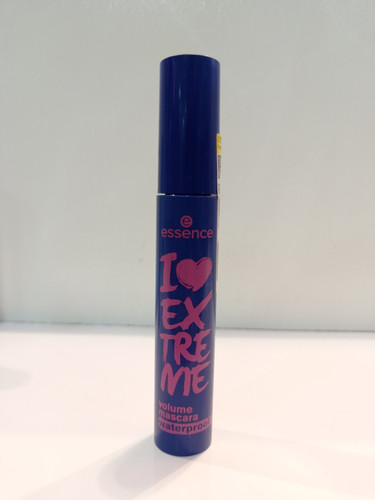 e
essence
I
EX
TRE
ME
volume
mascara
waterproof